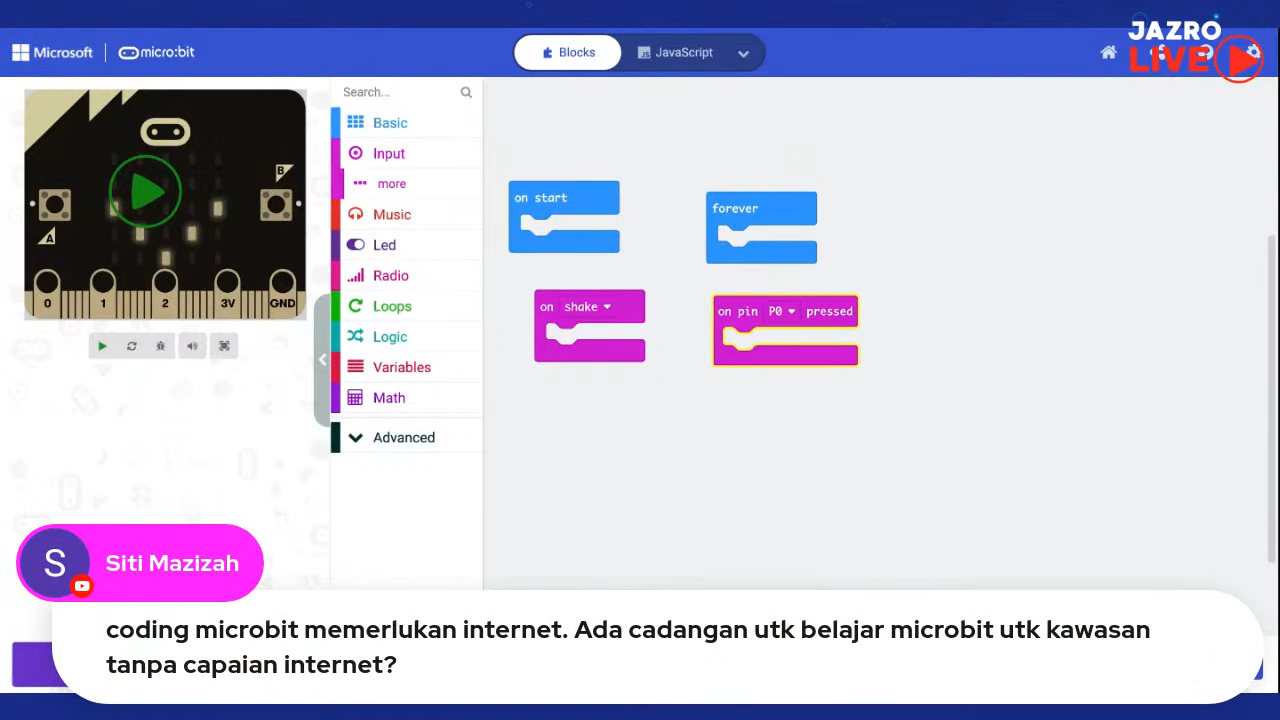 JAZRO
LIVE
Microsoft
micro:bit
Blocks
JavaScript
Search...
Basic
Input
more
Music
Led
Radio
Loops
Logic
Variables
Math
Advanced
on start
forever
on shake
on pin P0 pressed
A
B
0 1 2 3V GND
S
Siti Mazizah
coding microbit memerlukan internet. Ada cadangan utk belajar microbit utk kawasan
tanpa capaian internet?